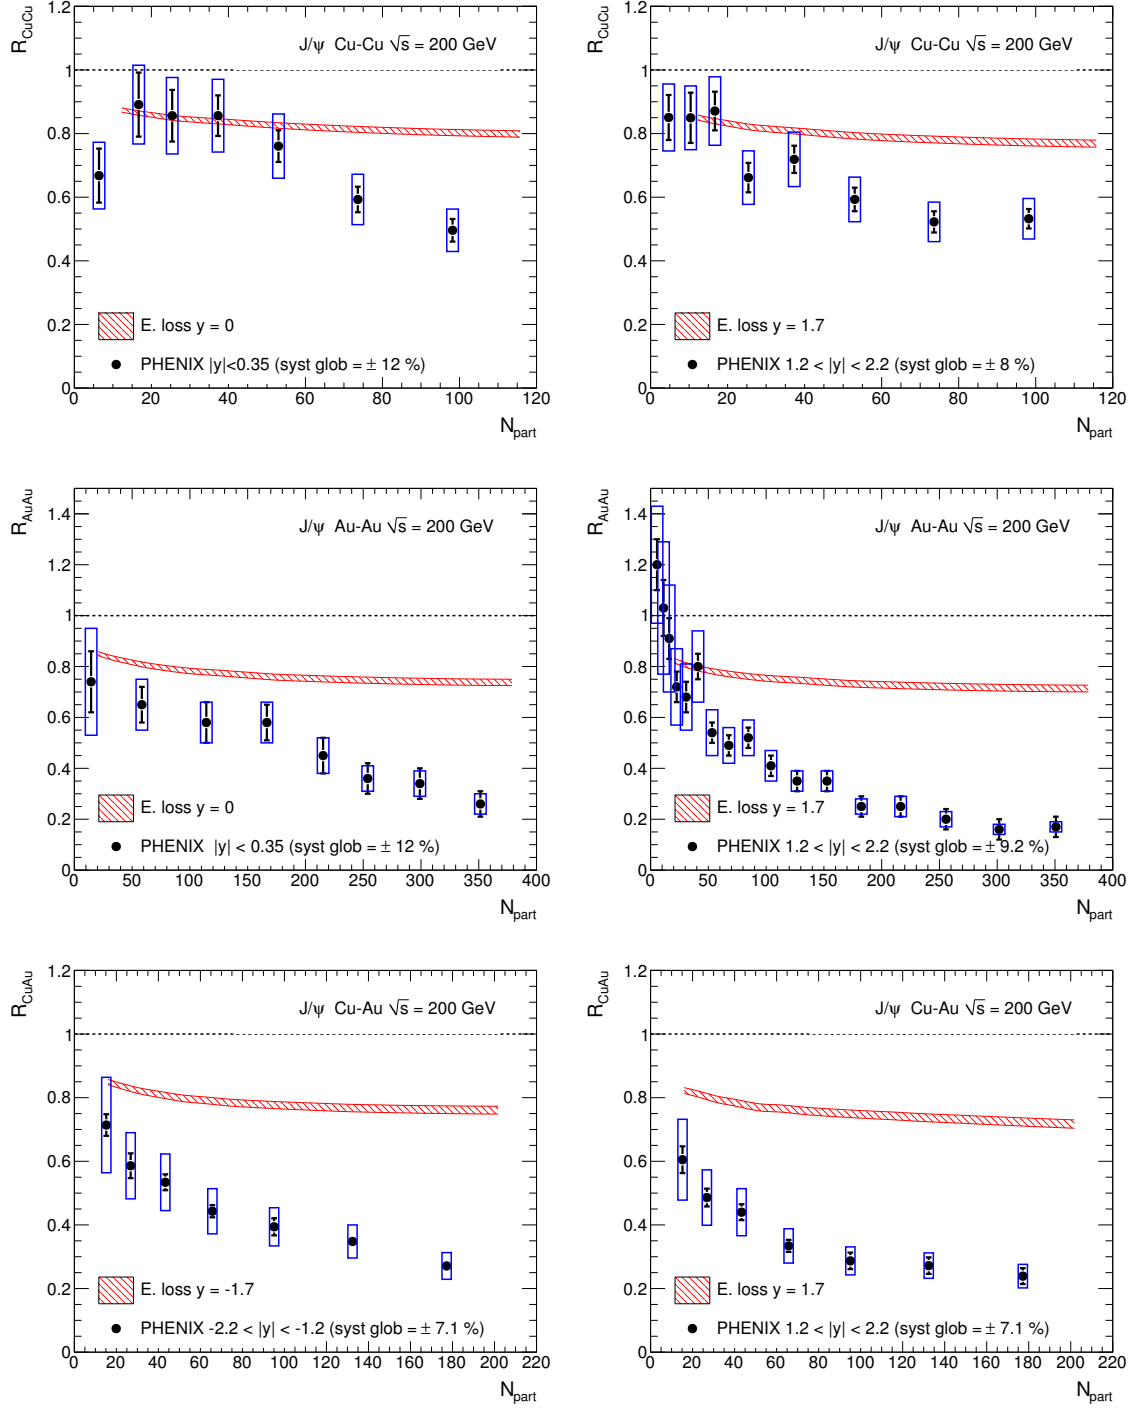 R_CuCu
1.2
1
0.8
0.6
0.4
0.2
0
J/ψ Cu-Cu √s = 200 GeV
E. loss y = 0
PHENIX |y|<0.35 (syst glob = ± 12 %)
0 20 40 60 80 100 120
N_part
R_CuCu
1.2
1
0.8
0.6
0.4
0.2
0
J/ψ Cu-Cu √s = 200 GeV
E. loss y = 1.7
PHENIX 1.2 < |y| < 2.2 (syst glob = ± 8 %)
0 20 40 60 80 100 120
N_part
R_AuAu
1.4
1.2
1
0.8
0.6
0.4
0.2
0
J/ψ Au-Au √s = 200 GeV
E. loss y = 0
PHENIX |y| < 0.35 (syst glob = ± 12 %)
0 50 100 150 200 250 300 350 400
N_part
R_AuAu
1.4
1.2
1
0.8
0.6
0.4
0.2
0
J/ψ Au-Au √s = 200 GeV
E. loss y = 1.7
PHENIX 1.2 < |y| < 2.2 (syst glob = ± 9.2 %)
0 50 100 150 200 250 300 350 400
N_part
R_CuAu
1.2
1
0.8
0.6
0.4
0.2
0
J/ψ Cu-Au √s = 200 GeV
E. loss y = -1.7
PHENIX -2.2 < |y| < -1.2 (syst glob = ± 7.1 %)
0 20 40 60 80 100 120 140 160 180 200 220
N_part
R_CuAu
1.2
1
0.8
0.6
0.4
0.2
0
J/ψ Cu-Au √s = 200 GeV
E. loss y = 1.7
PHENIX 1.2 < |y| < 2.2 (syst glob = ± 7.1 %)
0 20 40 60 80 100 120 140 160 180 200 220
N_part